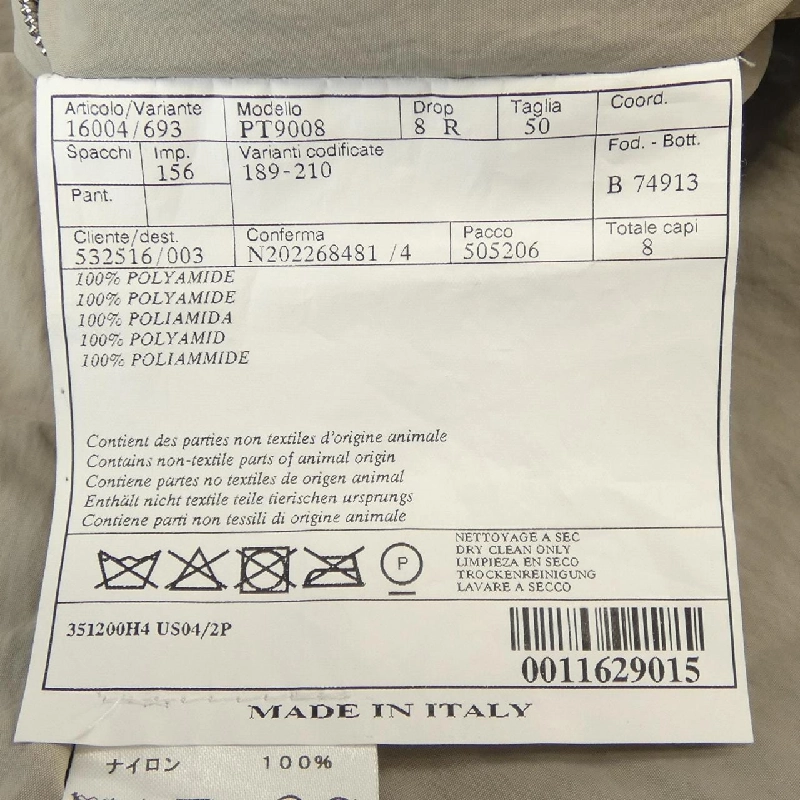 Articolo/Variante Modello Drop Taglia Coord.
16004/693 PT9008 8 R 50
Spacchi Imp. Varianti codificate Fod. - Bott.
156 189-210
Pant. B 74913
Cliente/dest. Conferma Pacco Totale capi
532516/003 N202268481 /4 505206 8
100% POLYAMIDE
100% POLYAMIDE
100% POLIAMIDA
100% POLYAMID
100% POLIAMMIDE
Contient des parties non textiles d'origine animale
Contains non-textile parts of animal origin
Contiene partes no textiles de origen animal
Enthält nicht textile teile tierischen ursprungs
Contiene parti non tessili di origine animale
P
NETTOYAGE A SEC
DRY CLEAN ONLY
LIMPIEZA EN SECO
TROCKENREINIGUNG
LAVARE A SECCO
351200H4 US04/2P
0011629015
MADE IN ITALY
ナイロン 100%